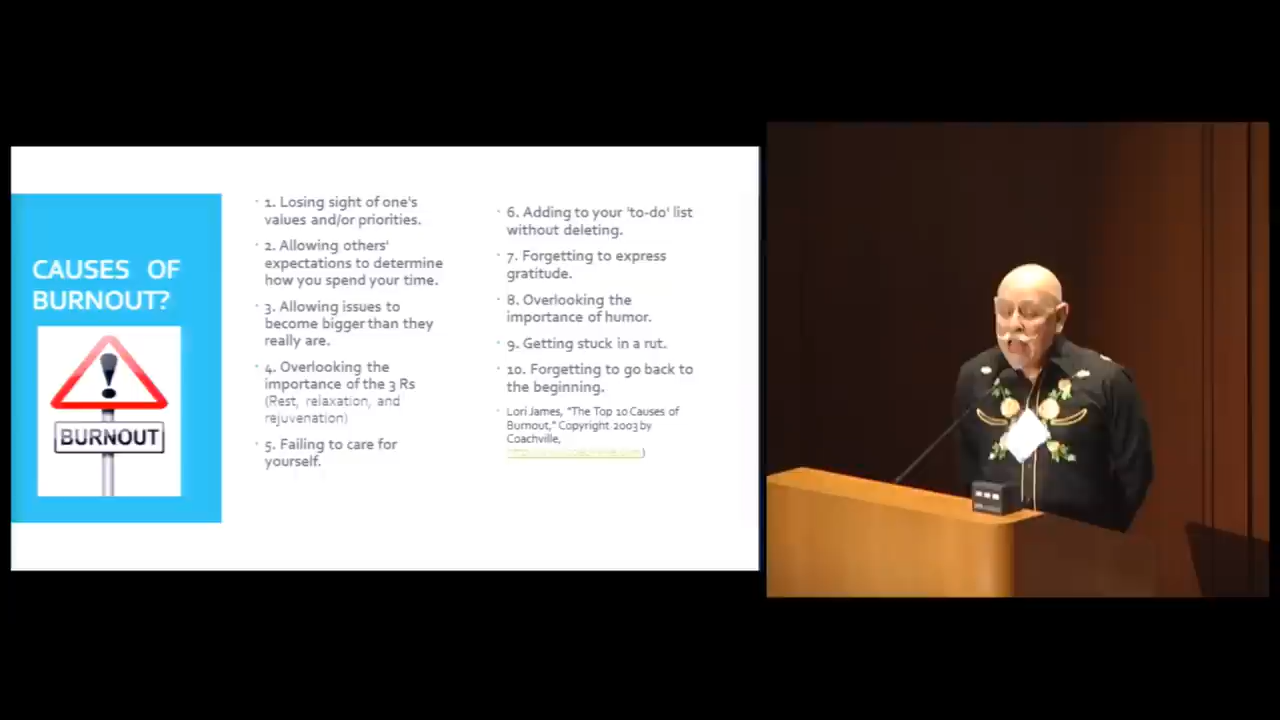 CAUSES OF
BURNOUT?
BURNOUT
1. Losing sight of one's
values and/or priorities.
2. Allowing others'
expectations to determine
how you spend your time.
3. Allowing issues to
become bigger than they
really are.
4. Overlooking the
importance of the 3 Rs
(Rest, relaxation, and
rejuvenation)
5. Failing to care for
yourself.
6. Adding to your 'to-do' list
without deleting.
7. Forgetting to express
gratitude.
8. Overlooking the
importance of humor.
9. Getting stuck in a rut.
10. Forgetting to go back to
the beginning.
Lori James, "The Top 10 Causes of
Burnout," Copyright 2003 by
Coachville,